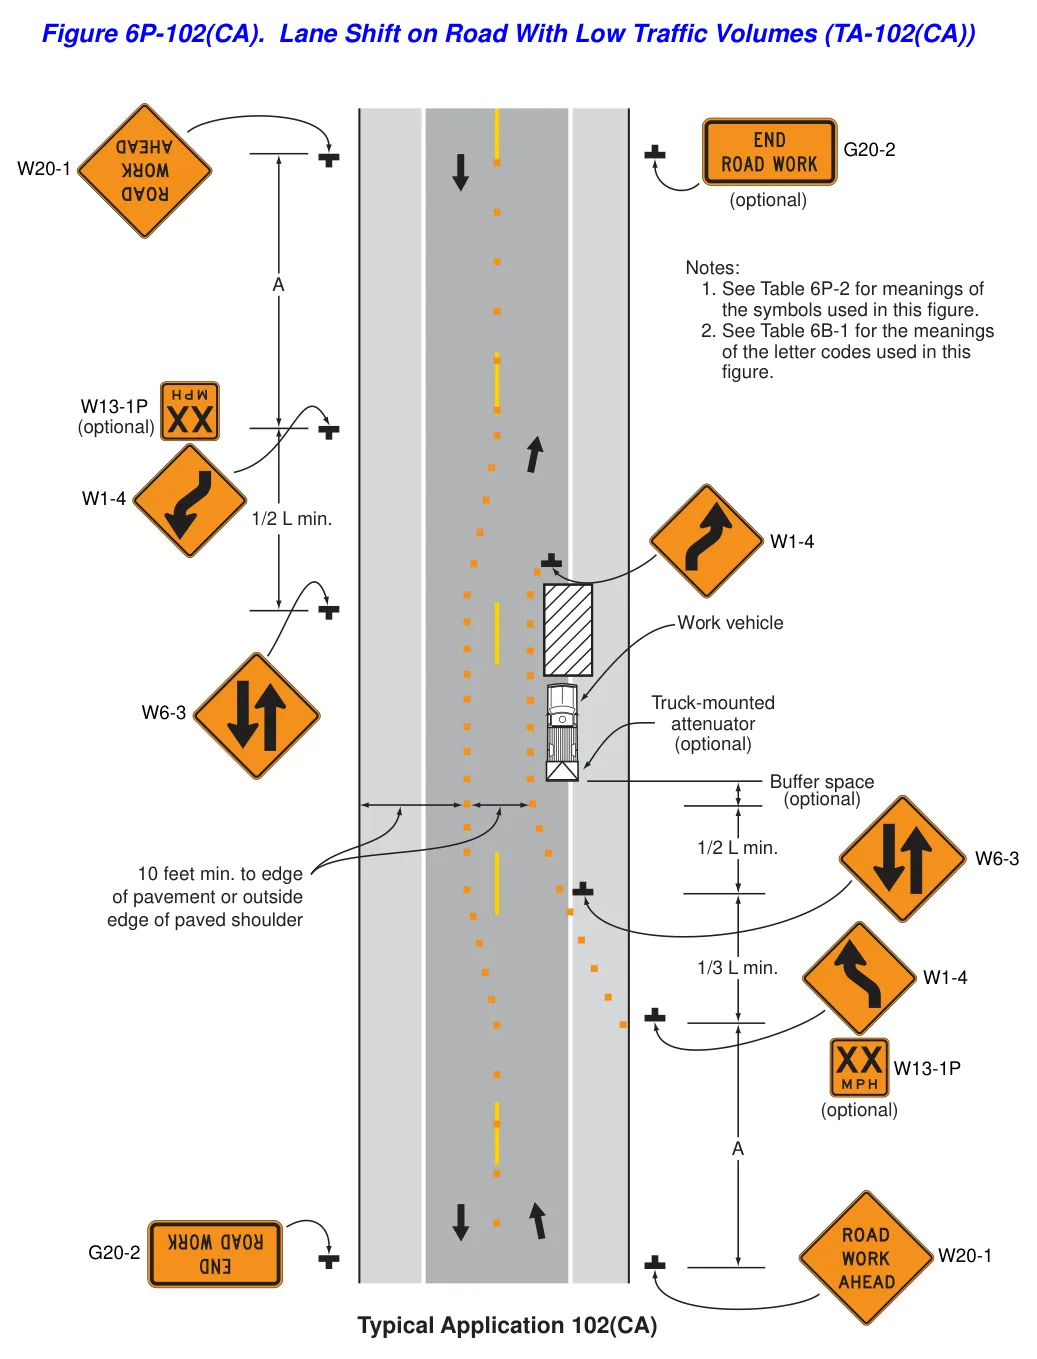 Figure 6P-102(CA).  Lane Shift on Road With Low Traffic Volumes (TA-102(CA))
W20-1
ROAD
WORK
AHEAD
END
ROAD WORK
G20-2
(optional)
A
Notes:
1. See Table 6P-2 for meanings of
the symbols used in this figure.
2. See Table 6B-1 for the meanings
of the letter codes used in this
figure.
W13-1P
(optional)
XX
MPH
W1-4
1/2 L min.
W1-4
Work vehicle
W6-3
Truck-mounted
attenuator
(optional)
Buffer space
(optional)
1/2 L min.
W6-3
10 feet min. to edge
of pavement or outside
edge of paved shoulder
1/3 L min.
W1-4
XX
MPH
W13-1P
(optional)
A
G20-2
END
ROAD WORK
ROAD
WORK
AHEAD
W20-1
Typical Application 102(CA)